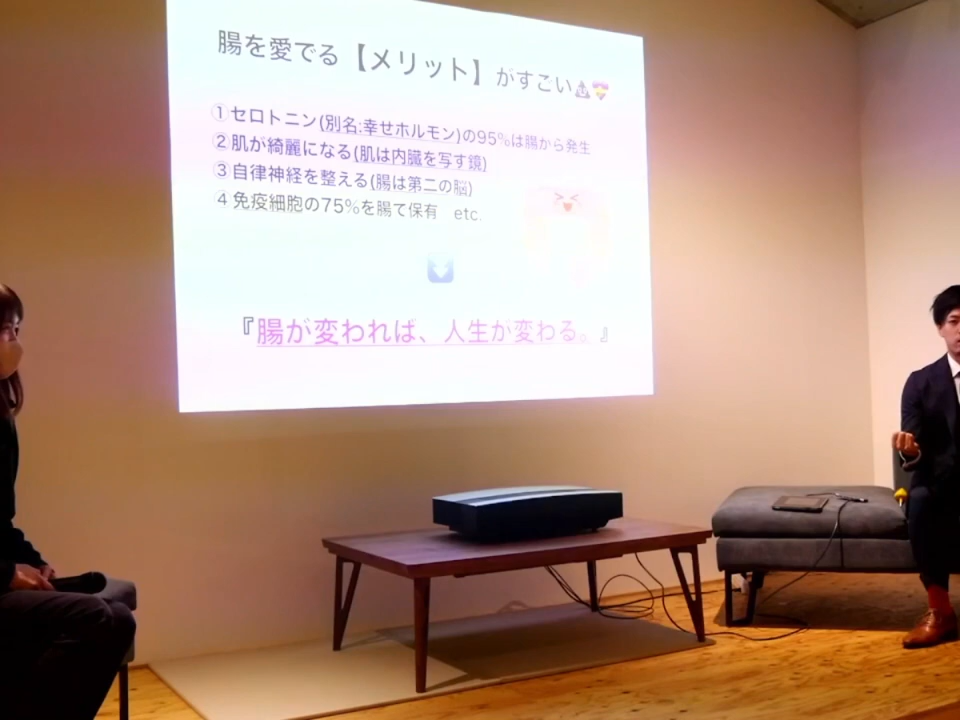 腸を愛でる【メリット】がすごい
①セロトニン(別名:幸せホルモン)の95%は腸から発生
②肌が綺麗になる(肌は内臓を写す鏡)
③自律神経を整える(腸は第二の脳)
④免疫細胞の75%を腸で保有 etc.
『腸が変われば、人生が変わる。』